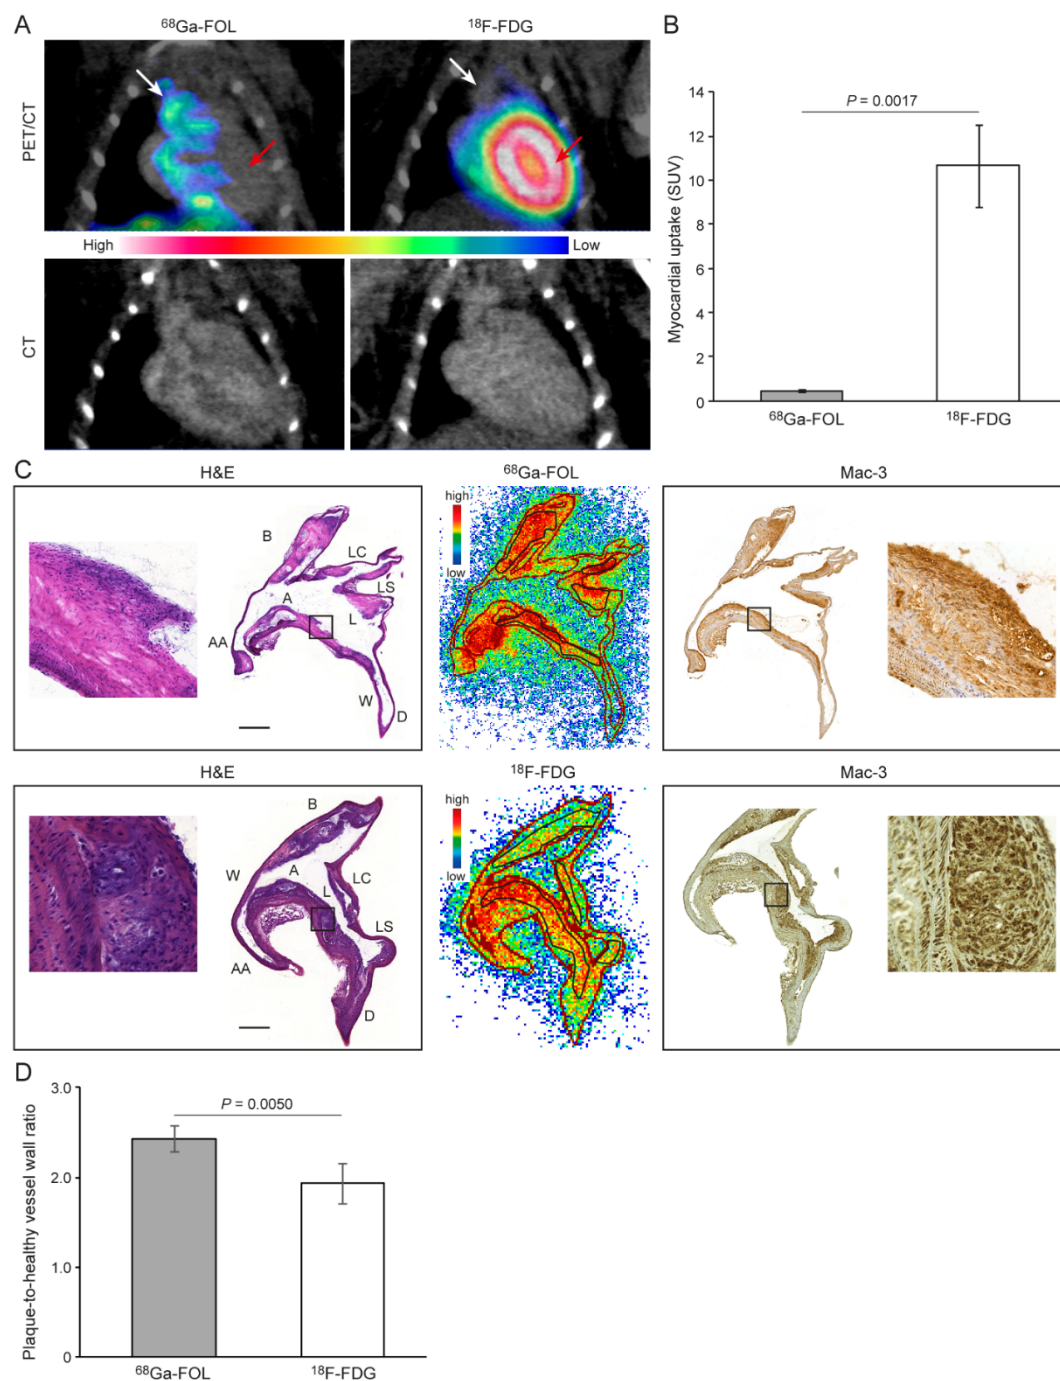 A
⁶⁸Ga-FOL
¹⁸F-FDG
PET/CT
High
Low
CT
B
Myocardial uptake (SUV)
14
12
10
8
6
4
2
0
P = 0.0017
⁶⁸Ga-FOL
¹⁸F-FDG
C
H&E
⁶⁸Ga-FOL
Mac-3
B
LC
LS
A
L
AA
W
D
high
low
H&E
¹⁸F-FDG
Mac-3
B
W
A
L
LC
LS
AA
D
high
low
D
Plaque-to-healthy vessel wall ratio
3.0
2.0
1.0
0
P = 0.0050
⁶⁸Ga-FOL
¹⁸F-FDG